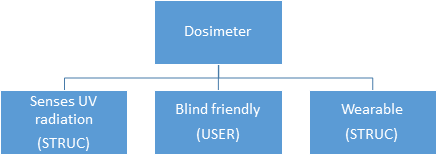 Dosimeter
Senses UV
radiation
(STRUC)
Blind friendly
(USER)
Wearable
(STRUC)